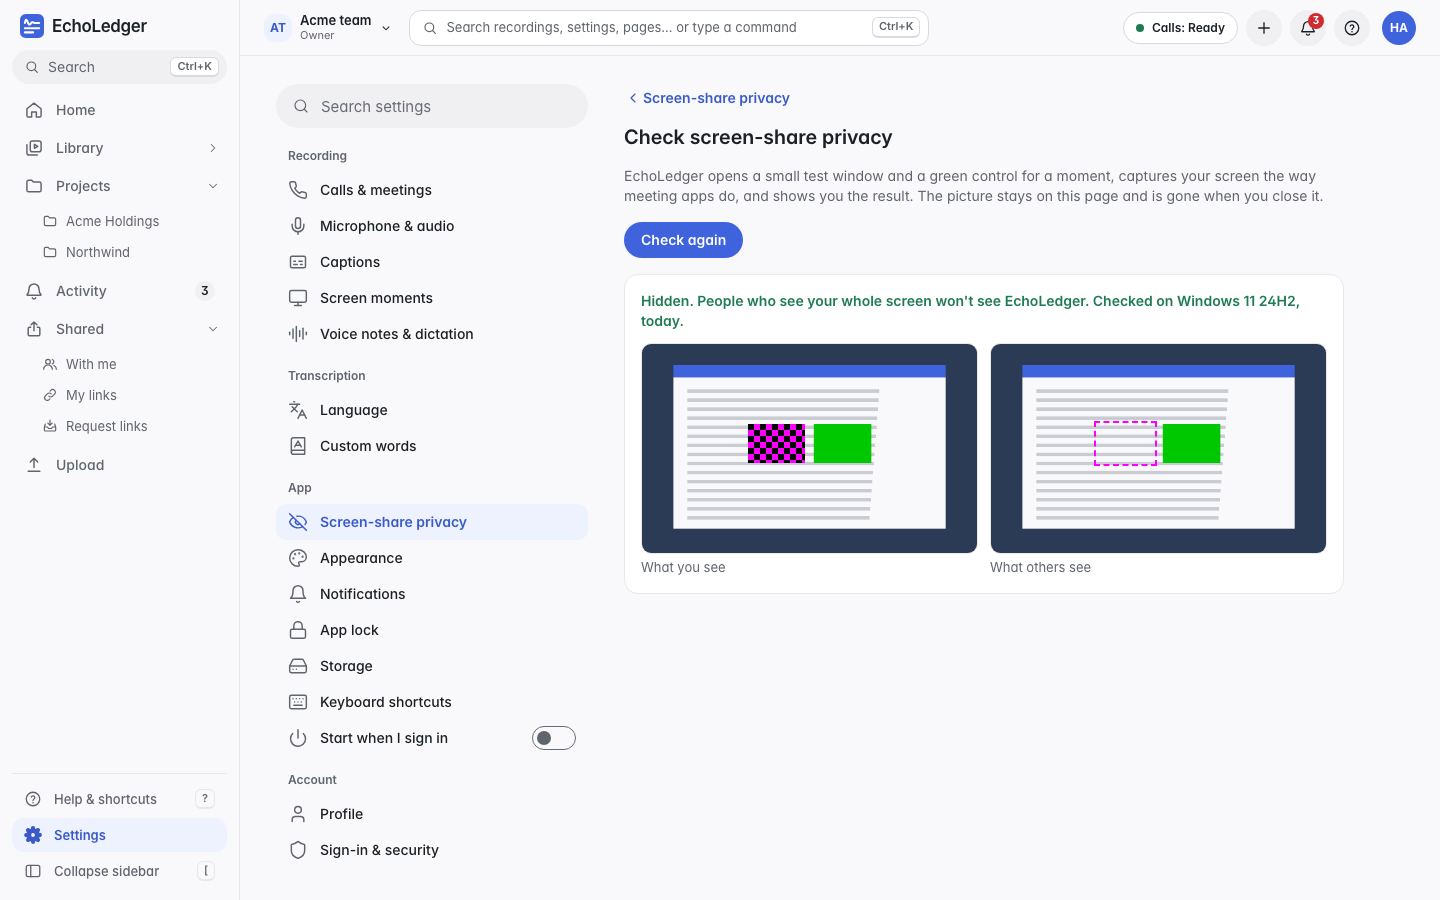 EchoLedger
Search
Ctrl+K
Home
Library
Projects
Acme Holdings
Northwind
Activity
3
Shared
With me
My links
Request links
Upload
Help & shortcuts
?
Settings
Collapse sidebar
[
AT
Acme team
Owner
Search recordings, settings, pages... or type a command
Ctrl+K
Calls: Ready
3
HA
Search settings
Recording
Calls & meetings
Microphone & audio
Captions
Screen moments
Voice notes & dictation
Transcription
Language
Custom words
App
Screen-share privacy
Appearance
Notifications
App lock
Storage
Keyboard shortcuts
Start when I sign in
Account
Profile
Sign-in & security
Screen-share privacy
Check screen-share privacy
EchoLedger opens a small test window and a green control for a moment, captures your screen the way
meeting apps do, and shows you the result. The picture stays on this page and is gone when you close it.
Check again
Hidden. People who see your whole screen won't see EchoLedger. Checked on Windows 11 24H2,
today.
What you see
What others see